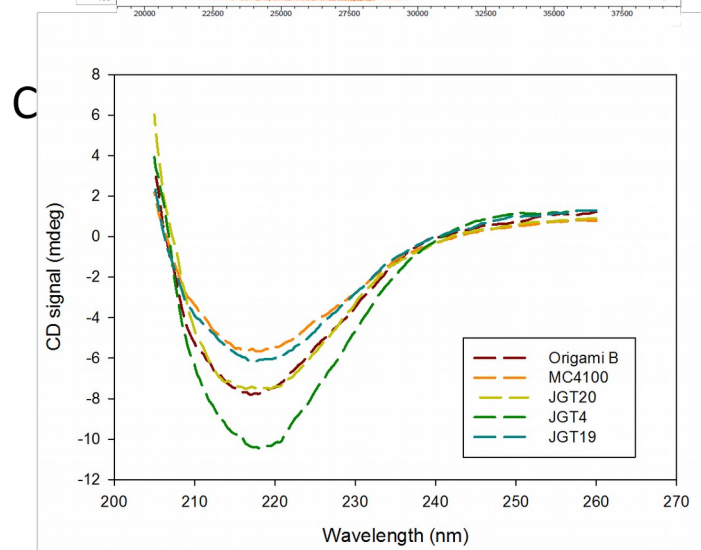 20000 22500 25000 27500 30000 32500 35000 37500
C
8
6
4
2
0
-2
-4
-6
-8
-10
-12
CD signal (mdeg)
200 210 220 230 240 250 260 270
Wavelength (nm)
Origami B
MC4100
JGT20
JGT4
JGT19